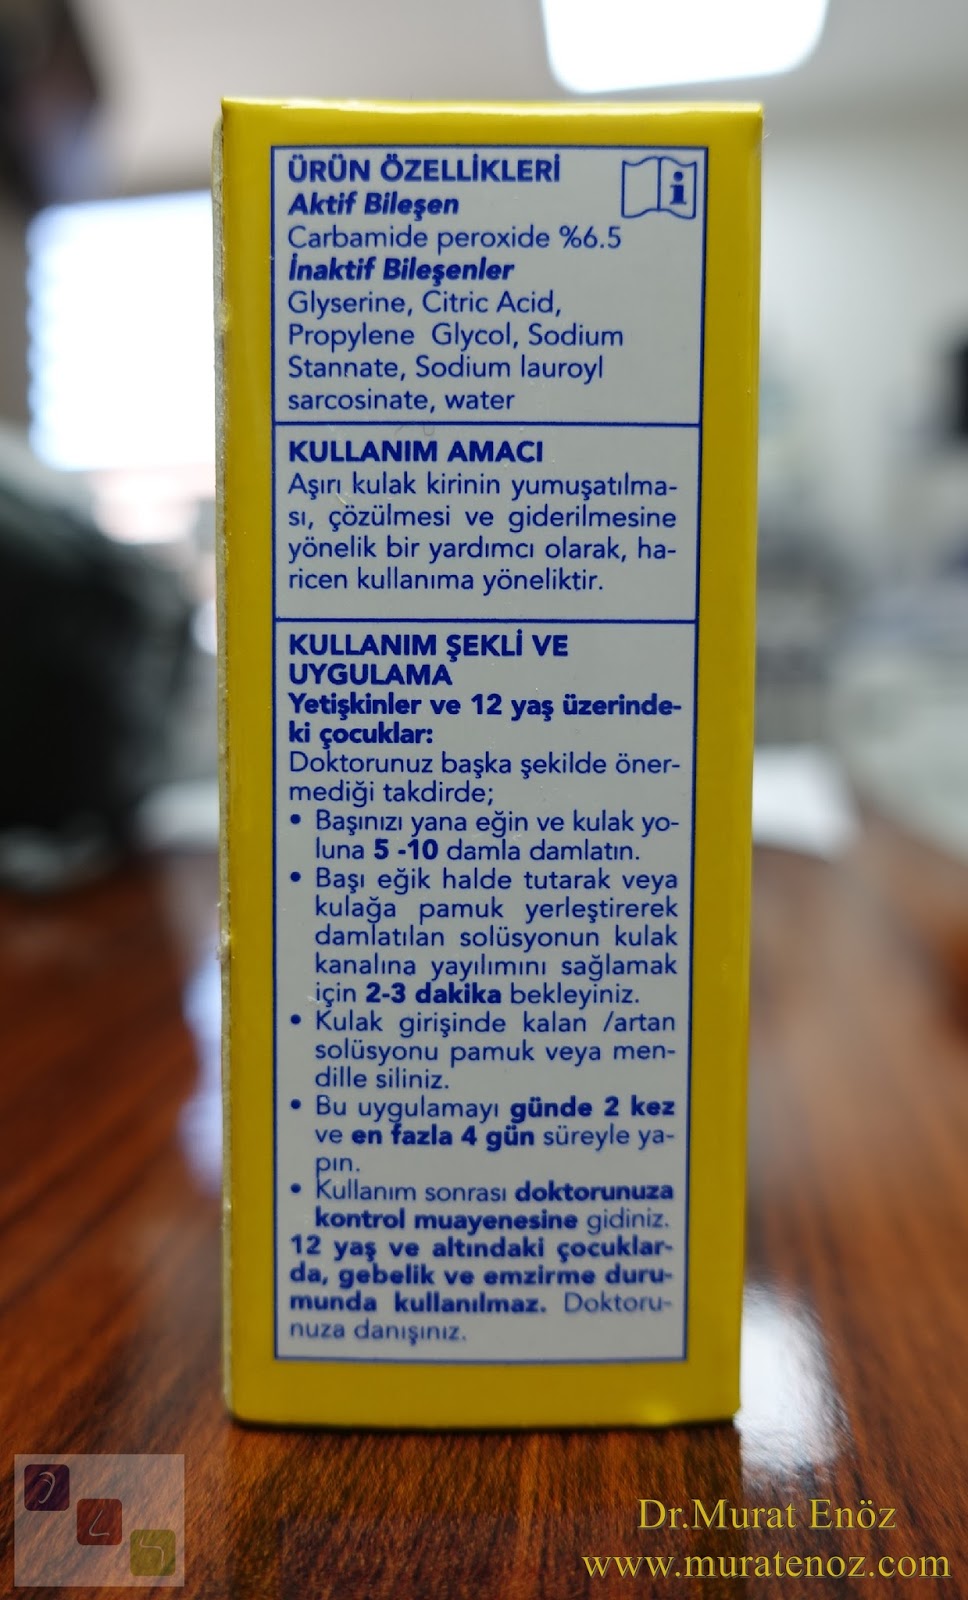 ÜRÜN ÖZELLİKLERİ
Aktif Bileşen
Carbamide peroxide %6.5
İnaktif Bileşenler
Glyserine, Citric Acid,
Propylene Glycol, Sodium
Stannate, Sodium lauroyl
sarcosinate, water
KULLANIM AMACI
Aşırı kulak kirinin yumuşatılma-
sı, çözülmesi ve giderilmesine
yönelik bir yardımcı olarak, ha-
ricen kullanıma yöneliktir.
KULLANIM ŞEKLİ VE
UYGULAMA
Yetişkinler ve 12 yaş üzerinde-
ki çocuklar:
Doktorunuz başka şekilde öner-
mediği takdirde;
• Başınızı yana eğin ve kulak yo-
luna 5 -10 damla damlatın.
• Başı eğik halde tutarak veya
kulağa pamuk yerleştirerek
damlatılan solüsyonun kulak
kanalına yayılımını sağlamak
için 2-3 dakika bekleyiniz.
• Kulak girişinde kalan /artan
solüsyonu pamuk veya men-
dille siliniz.
• Bu uygulamayı günde 2 kez
ve en fazla 4 gün süreyle ya-
pın.
• Kullanım sonrası doktorunuza
kontrol muayenesine gidiniz.
12 yaş ve altındaki çocuklar-
da, gebelik ve emzirme duru-
munda kullanılmaz. Doktoru-
nuza danışınız.
Dr.Murat Enöz
www.muratenoz.com